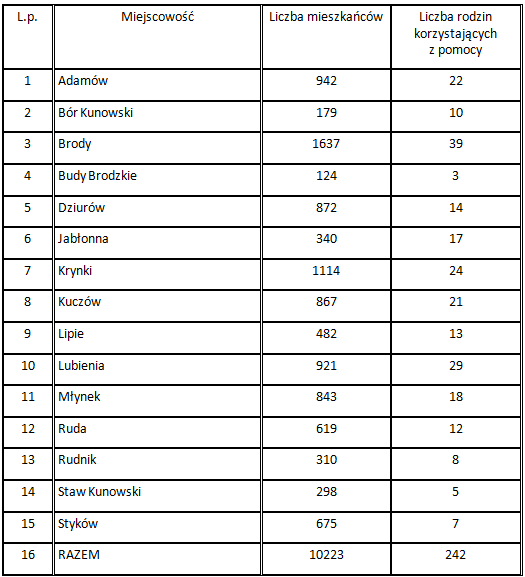 L.p. Miejscowość Liczba mieszkańców Liczba rodzin
korzystających
z pomocy
1 Adamów 942 22
2 Bór Kunowski 179 10
3 Brody 1637 39
4 Budy Brodzkie 124 3
5 Dziurów 872 14
6 Jabłonna 340 17
7 Krynki 1114 24
8 Kuczów 867 21
9 Lipie 482 13
10 Lubienia 921 29
11 Młynek 843 18
12 Ruda 619 12
13 Rudnik 310 8
14 Staw Kunowski 298 5
15 Styków 675 7
16 RAZEM 10223 242